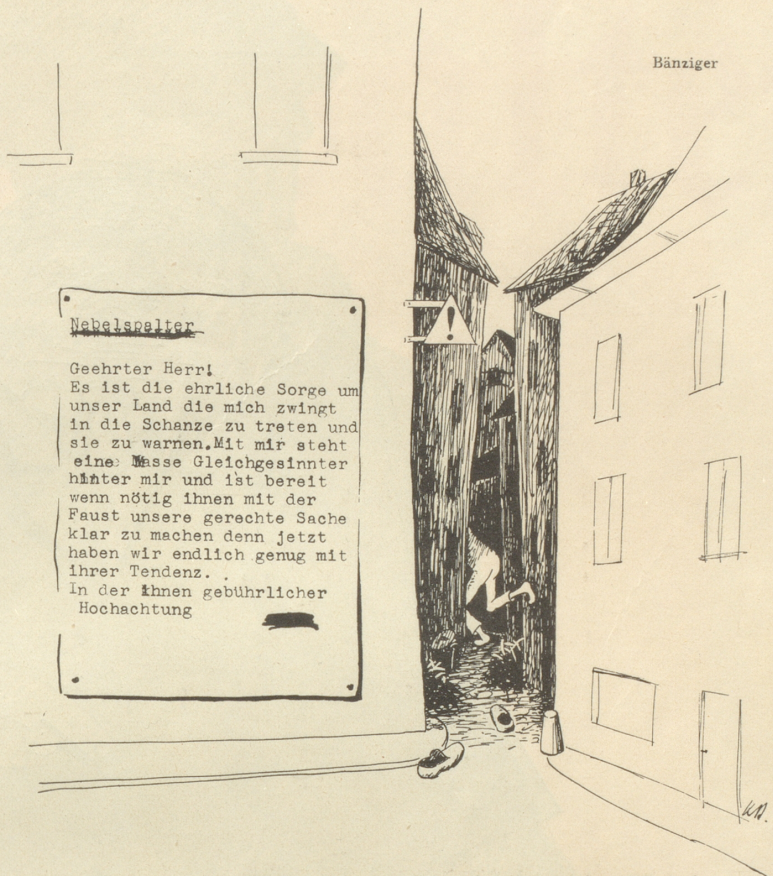 Bänziger
Nebelspalter
Geehrter Herr!
Es ist die ehrliche Sorge um
unser Land die mich zwingt
in die Schanze zu treten und
sie zu warnen.Mit mir steht
eine Masse Gleichgesinnter
hinter mir und ist bereit
wenn nötig ihnen mit der
Faust unsere gerechte Sache
klar zu machen denn jetzt
haben wir endlich genug mit
ihrer Tendenz.
In der ihnen gebührlicher
Hochachtung
!